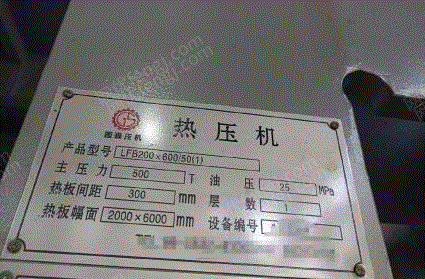 热压机
国森压机
产品型号 LFB200×600/50(1)
主压力 500 T 油压 25 MPa
热板间距 300 mm 层数 1
热板幅面 2000×6000 mm 设备编号